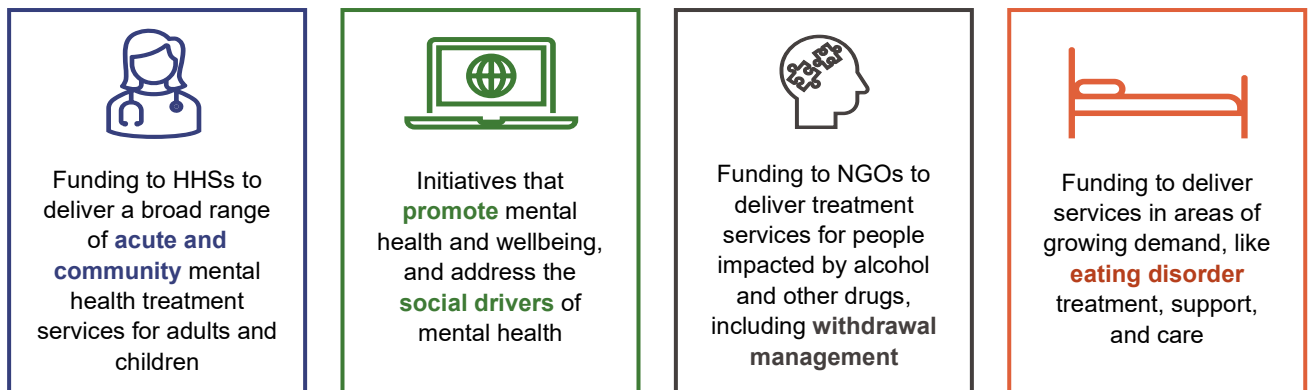 Funding to HHSs to
deliver a broad range
of acute and
community mental
health treatment
services for adults and
children
Initiatives that
promote mental
health and wellbeing,
and address the
social drivers of
mental health
Funding to NGOs to
deliver treatment
services for people
impacted by alcohol
and other drugs,
including withdrawal
management
Funding to deliver
services in areas of
growing demand, like
eating disorder
treatment, support,
and care